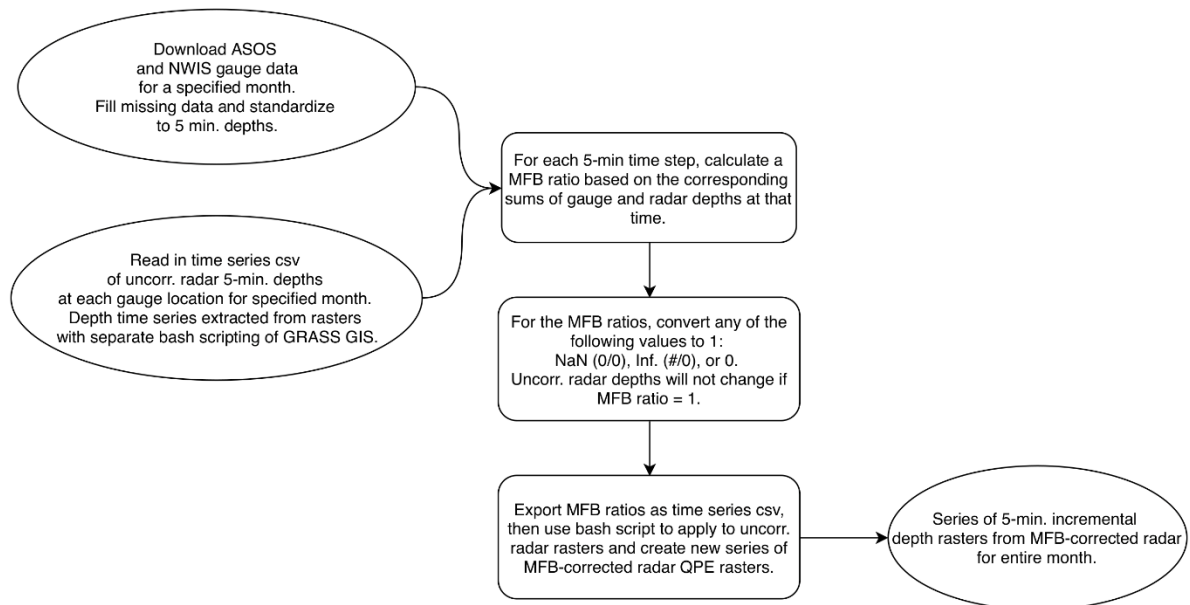 Download ASOS
and NWIS gauge data
for a specified month.
Fill missing data and standardize
to 5 min. depths.
Read in time series csv
of uncorr. radar 5-min. depths
at each gauge location for specified month.
Depth time series extracted from rasters
with separate bash scripting of GRASS GIS.
For each 5-min time step, calculate a
MFB ratio based on the corresponding
sums of gauge and radar depths at that
time.
For the MFB ratios, convert any of the
following values to 1:
NaN (0/0), Inf. (#/0), or 0.
Uncorr. radar depths will not change if
MFB ratio = 1.
Export MFB ratios as time series csv,
then use bash script to apply to uncorr.
radar rasters and create new series of
MFB-corrected radar QPE rasters.
Series of 5-min. incremental
depth rasters from MFB-corrected radar
for entire month.